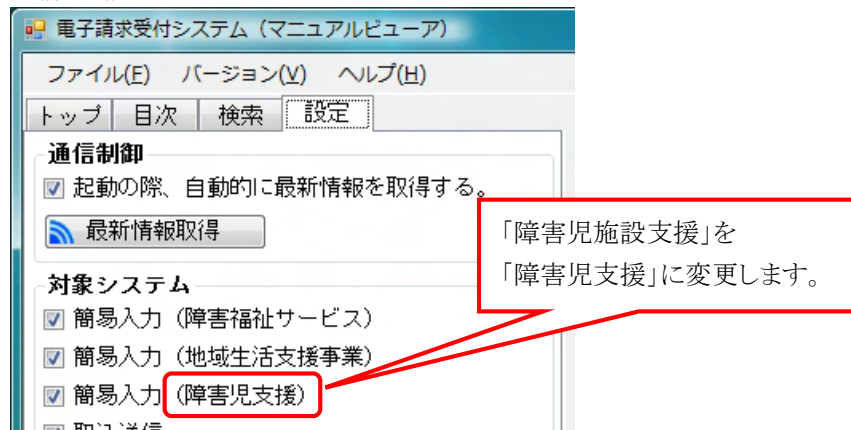 電子請求受付システム（マニュアルビューア）
ファイル(F) バージョン(V) ヘルプ(H)
トップ 目次 検索 設定
通信制御
起動の際、自動的に最新情報を取得する。
最新情報取得
「障害児施設支援」を
「障害児支援」に変更します。
対象システム
簡易入力（障害福祉サービス）
簡易入力（地域生活支援事業）
簡易入力（障害児支援）